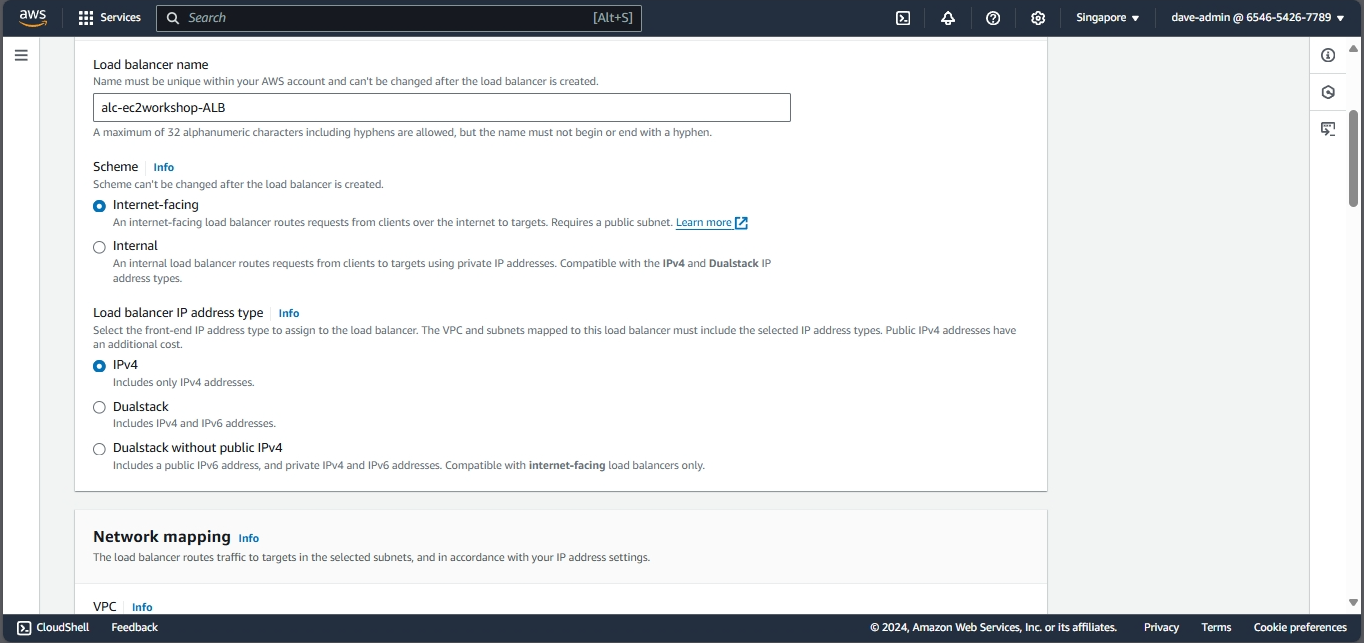 aws
Services
Search
[Alt+S]
Singapore
dave-admin @ 6546-5426-7789
Load balancer name
Name must be unique within your AWS account and can't be changed after the load balancer is created.
alc-ec2workshop-ALB
A maximum of 32 alphanumeric characters including hyphens are allowed, but the name must not begin or end with a hyphen.
Scheme Info
Scheme can't be changed after the load balancer is created.
Internet-facing
An internet-facing load balancer routes requests from clients over the internet to targets. Requires a public subnet. Learn more
Internal
An internal load balancer routes requests from clients to targets using private IP addresses. Compatible with the IPv4 and Dualstack IP
address types.
Load balancer IP address type Info
Select the front-end IP address type to assign to the load balancer. The VPC and subnets mapped to this load balancer must include the selected IP address types. Public IPv4 addresses have
an additional cost.
IPv4
Includes only IPv4 addresses.
Dualstack
Includes IPv4 and IPv6 addresses.
Dualstack without public IPv4
Includes a public IPv6 address, and private IPv4 and IPv6 addresses. Compatible with internet-facing load balancers only.
Network mapping Info
The load balancer routes traffic to targets in the selected subnets, and in accordance with your IP address settings.
VPC Info
CloudShell
Feedback
© 2024, Amazon Web Services, Inc. or its affiliates.
Privacy
Terms
Cookie preferences